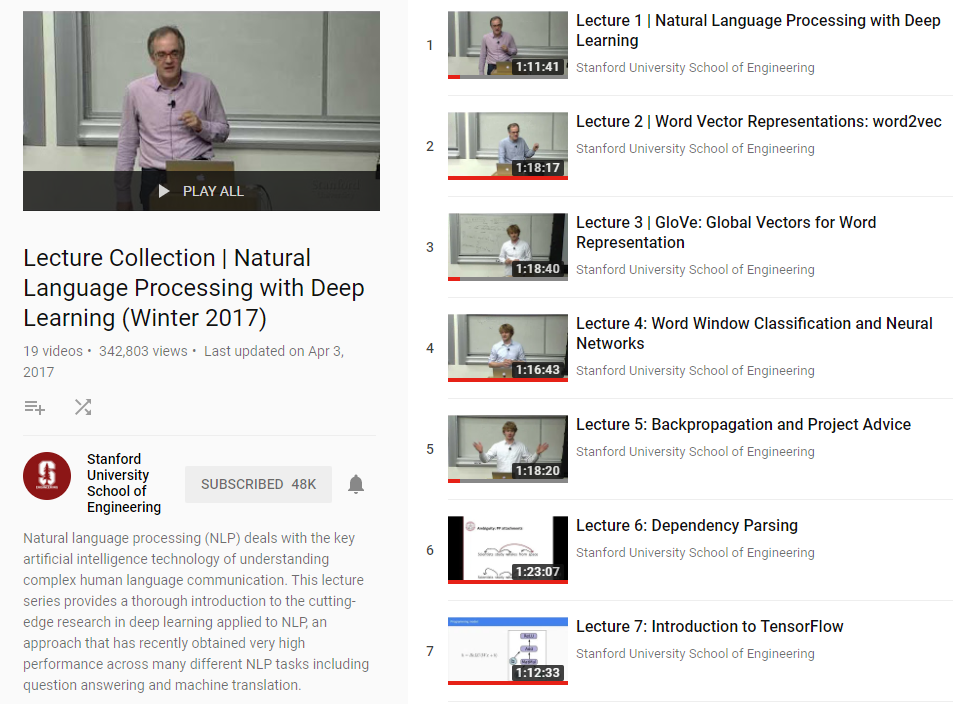 PLAY ALL
Lecture Collection | Natural
Language Processing with Deep
Learning (Winter 2017)
19 videos • 342,803 views • Last updated on Apr 3,
2017
Stanford
University
School of
Engineering
SUBSCRIBED 48K
Natural language processing (NLP) deals with the key
artificial intelligence technology of understanding
complex human language communication. This lecture
series provides a thorough introduction to the cutting-
edge research in deep learning applied to NLP, an
approach that has recently obtained very high
performance across many different NLP tasks including
question answering and machine translation.
1
1:11:41
Lecture 1 | Natural Language Processing with Deep
Learning
Stanford University School of Engineering
2
1:18:17
Lecture 2 | Word Vector Representations: word2vec
Stanford University School of Engineering
3
1:18:40
Lecture 3 | GloVe: Global Vectors for Word
Representation
Stanford University School of Engineering
4
1:16:43
Lecture 4: Word Window Classification and Neural
Networks
Stanford University School of Engineering
5
1:18:20
Lecture 5: Backpropagation and Project Advice
Stanford University School of Engineering
6
Ambiguity: PP attachments
1:23:07
Lecture 6: Dependency Parsing
Stanford University School of Engineering
7
ReLU
Add
MatMul
1:12:33
Lecture 7: Introduction to TensorFlow
Stanford University School of Engineering